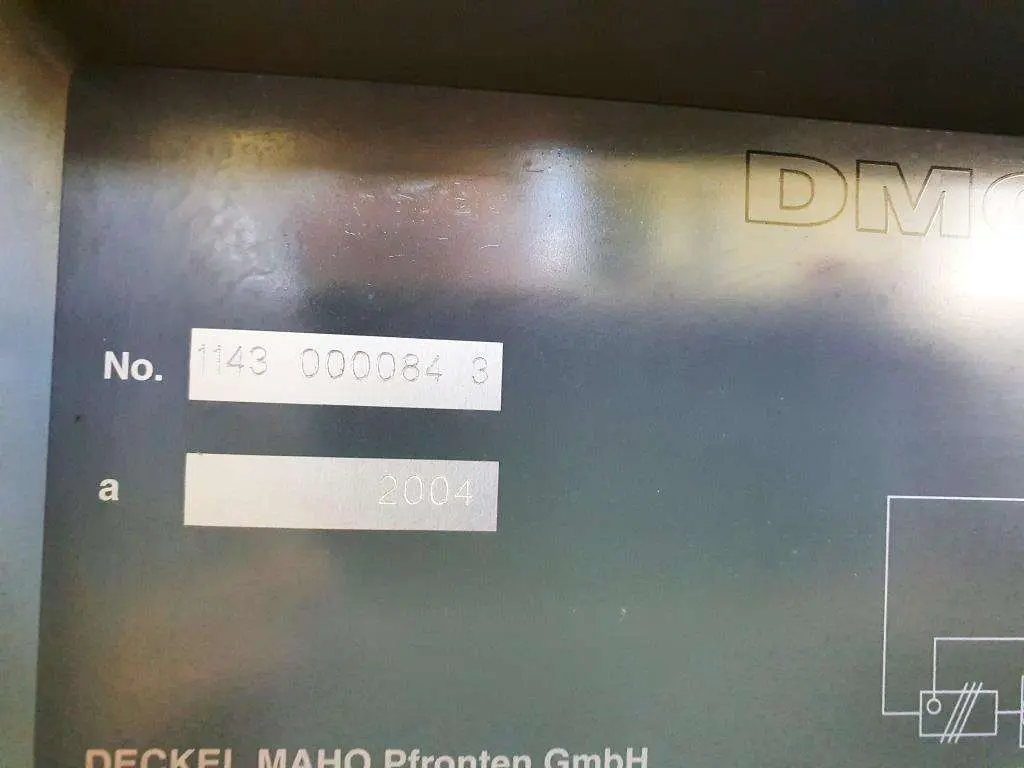 DMG
No. 1143 000084 3
a 2004
DECKEL MAHO Pfronten GmbH